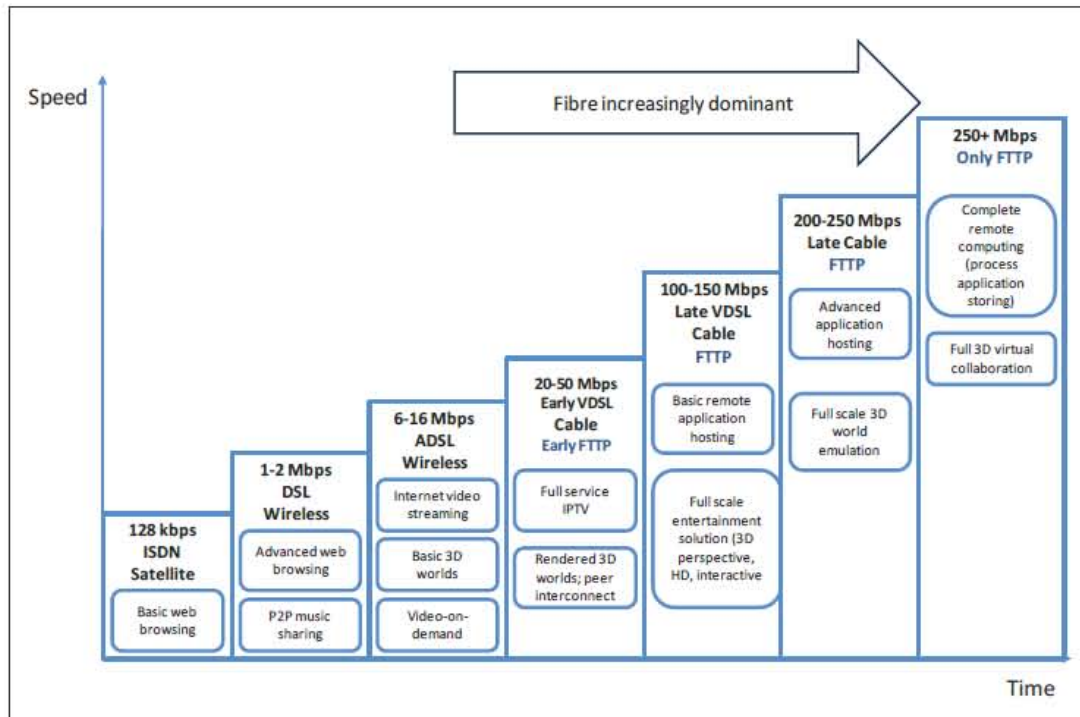 Speed
Fibre increasingly dominant
128 kbps
ISDN
Satellite
Basic web
browsing
1-2 Mbps
DSL
Wireless
Advanced web
browsing
P2P music
sharing
6-16 Mbps
ADSL
Wireless
Internet video
streaming
Basic 3D
worlds
Video-on-
demand
20-50 Mbps
Early VDSL
Cable
Early FTTP
Full service
IPTV
Rendered 3D
worlds; peer
interconnect
100-150 Mbps
Late VDSL
Cable
FTTP
Basic remote
application
hosting
Full scale
entertainment
solution (3D
perspective,
HD, interactive
200-250 Mbps
Late Cable
FTTP
Advanced
application
hosting
Full scale 3D
world
emulation
250+ Mbps
Only FTTP
Complete
remote
computing
(process
application
storing)
Full 3D virtual
collaboration
Time